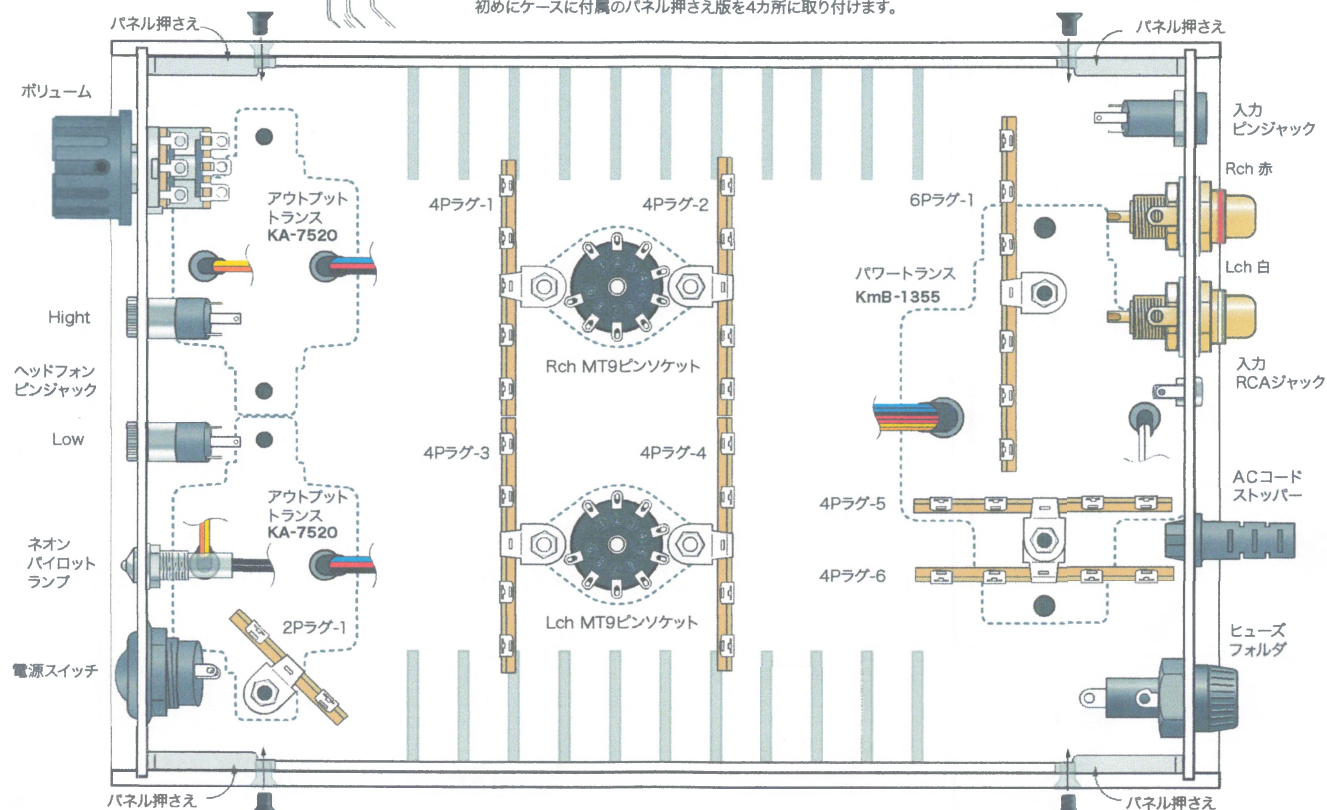 初めにケースに付属のパネル押さえ版を4カ所に取り付けます。
パネル押さえ
パネル押さえ
ボリューム
入力
ピンジャック
Rch 赤
アウトプット
トランス
KA-7520
4Pラグ-1
4Pラグ-2
6Pラグ-1
Lch 白
パワートランス
KmB-1355
Hight
Rch MT9ピンソケット
入力
RCAジャック
ヘッドフォン
ピンジャック
Low
4Pラグ-3
4Pラグ-4
アウトプット
トランス
KA-7520
4Pラグ-5
ACコード
ストッパー
ネオン
パイロット
ランプ
4Pラグ-6
2Pラグ-1
Lch MT9ピンソケット
ヒューズ
フォルダ
電源スイッチ
パネル押さえ
パネル押さえ